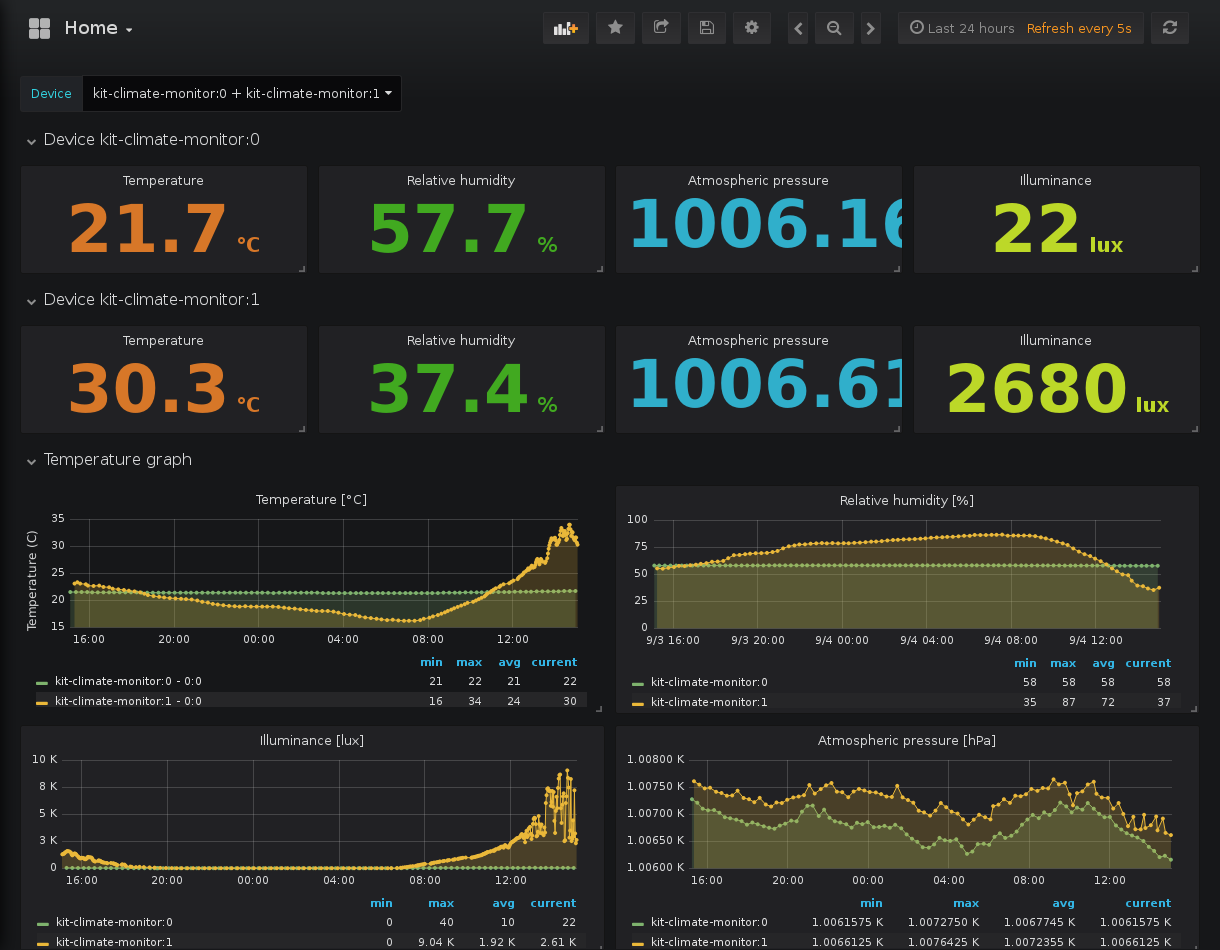 Home
Last 24 hours Refresh every 5s
Device kit-climate-monitor:0 + kit-climate-monitor:1
Device kit-climate-monitor:0
Temperature Relative humidity Atmospheric pressure Illuminance
21.7 °C 57.7 % 1006.16 22 lux
Device kit-climate-monitor:1
Temperature Relative humidity Atmospheric pressure Illuminance
30.3 °C 37.4 % 1006.61 2680 lux
Temperature graph
Temperature [°C]
Temperature (C)
35
30
25
20
15
16:00 20:00 00:00 04:00 08:00 12:00
min max avg current
kit-climate-monitor:0 - 0:0 21 22 21 22
kit-climate-monitor:1 - 0:0 16 34 24 30
Relative humidity [%]
100
75
50
25
0
9/3 16:00 9/3 20:00 9/4 00:00 9/4 04:00 9/4 08:00 9/4 12:00
min max avg current
kit-climate-monitor:0 58 58 58 58
kit-climate-monitor:1 35 87 72 37
Illuminance [lux]
10 K
8 K
5 K
3 K
0
16:00 20:00 00:00 04:00 08:00 12:00
min max avg current
kit-climate-monitor:0 0 40 10 22
kit-climate-monitor:1 0 9.04 K 1.92 K 2.61 K
Atmospheric pressure [hPa]
1.00800 K
1.00750 K
1.00700 K
1.00650 K
1.00600 K
16:00 20:00 00:00 04:00 08:00 12:00
min max avg current
kit-climate-monitor:0 1.0061575 K 1.0072750 K 1.0067745 K 1.0061575 K
kit-climate-monitor:1 1.0066125 K 1.0076425 K 1.0072355 K 1.0066125 K